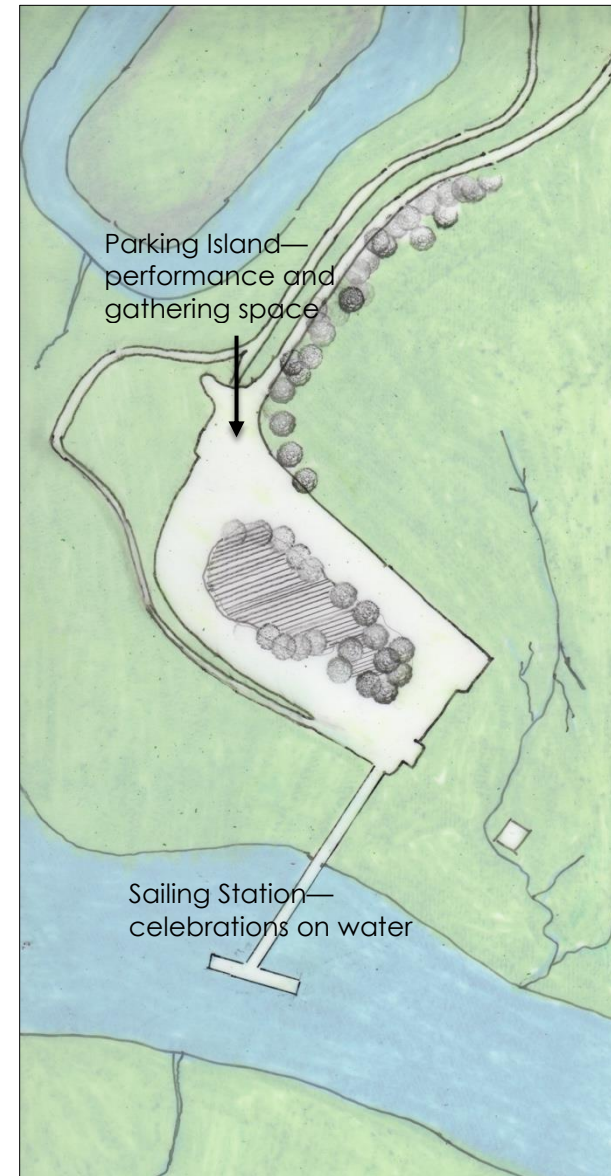 Parking Island—
performance and
gathering space
Sailing Station—
celebrations on water